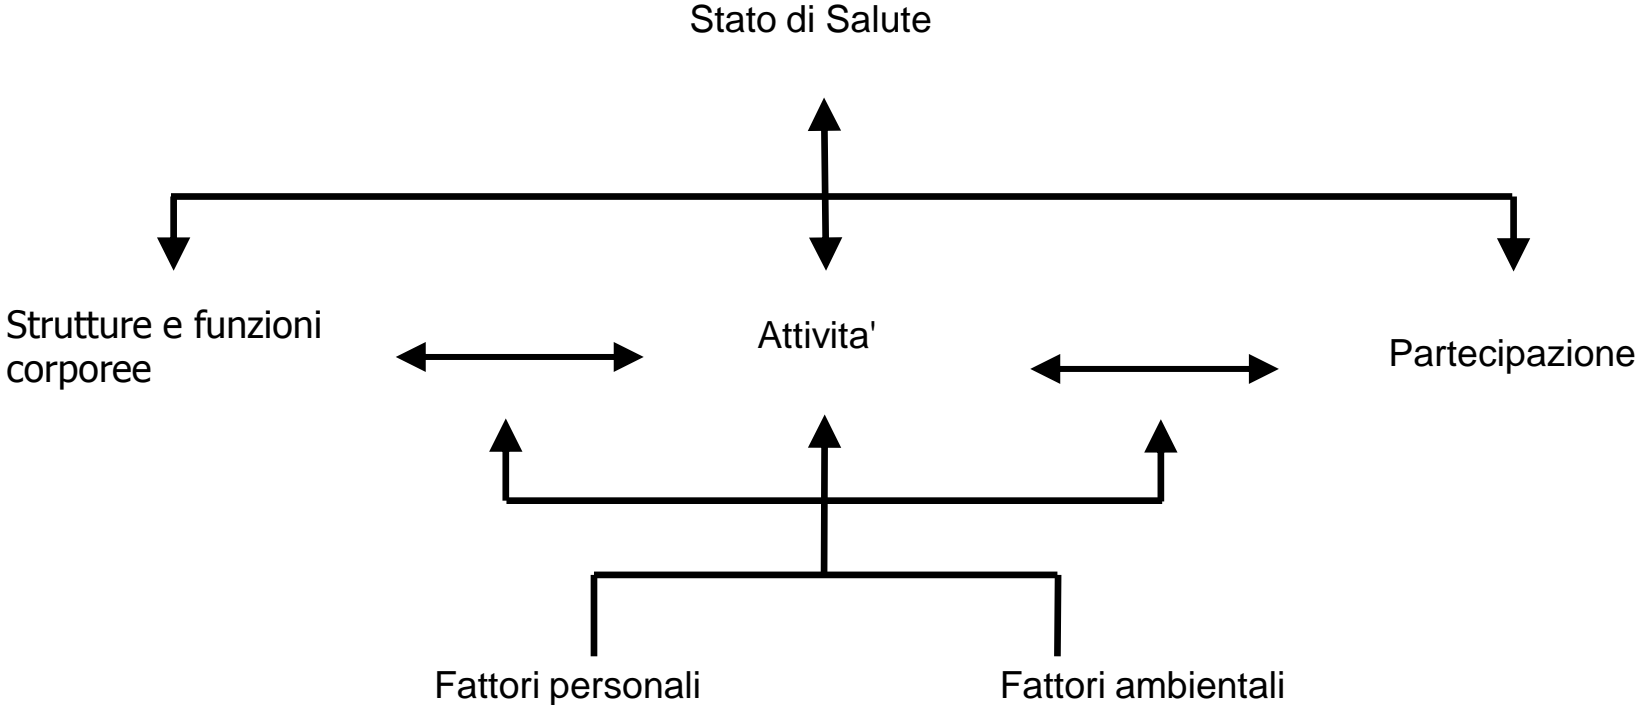 Stato di Salute
Strutture e funzioni
corporee
Attivita'
Partecipazione
Fattori personali
Fattori ambientali